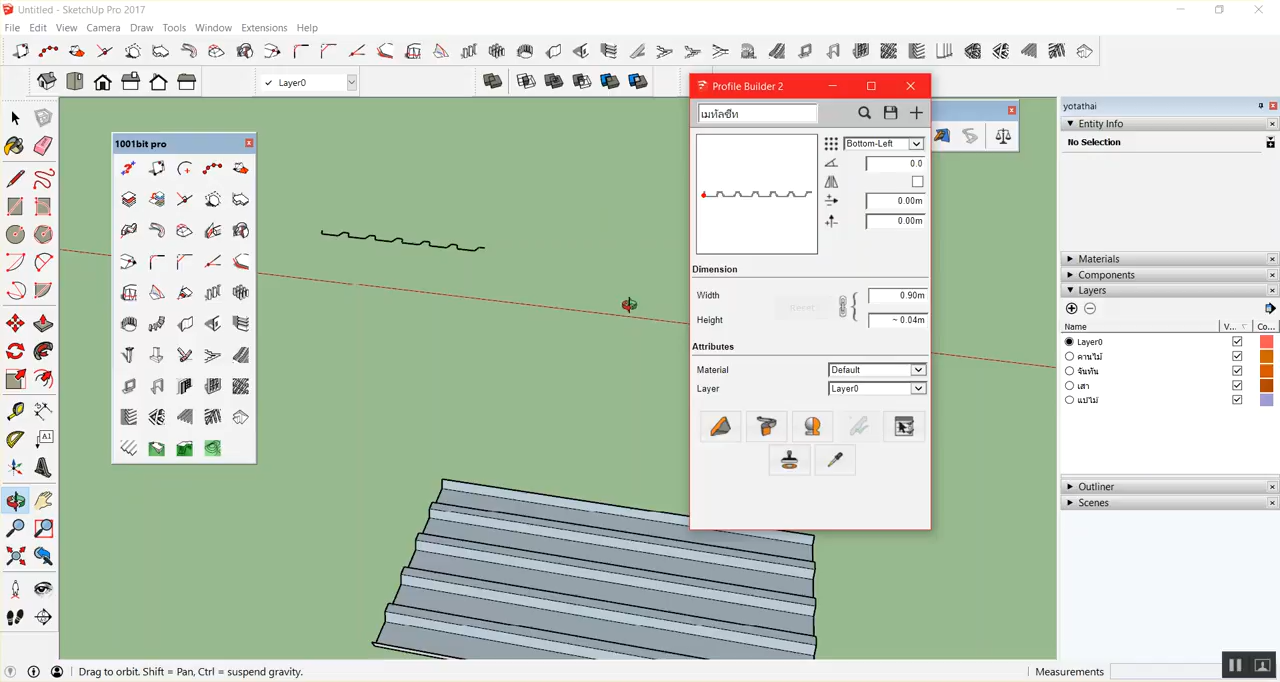 Untitled - SketchUp Pro 2017
File Edit View Camera Draw Tools Window Extensions Help
Layer0
Profile Builder 2
yotathai
Entity Info
No Selection
1001bit pro
เมทัลชีท
Bottom-Left
0.0
0.00m
0.00m
Dimension
Width 0.90m
Reset
Height ~ 0.04m
Attributes
Material Default
Layer Layer0
Materials
Components
Layers
Name V... Co...
Layer0
คานไม้
จันทัน
เสา
แปไม้
Outliner
Scenes
A1
Drag to orbit. Shift = Pan, Ctrl = suspend gravity.
Measurements